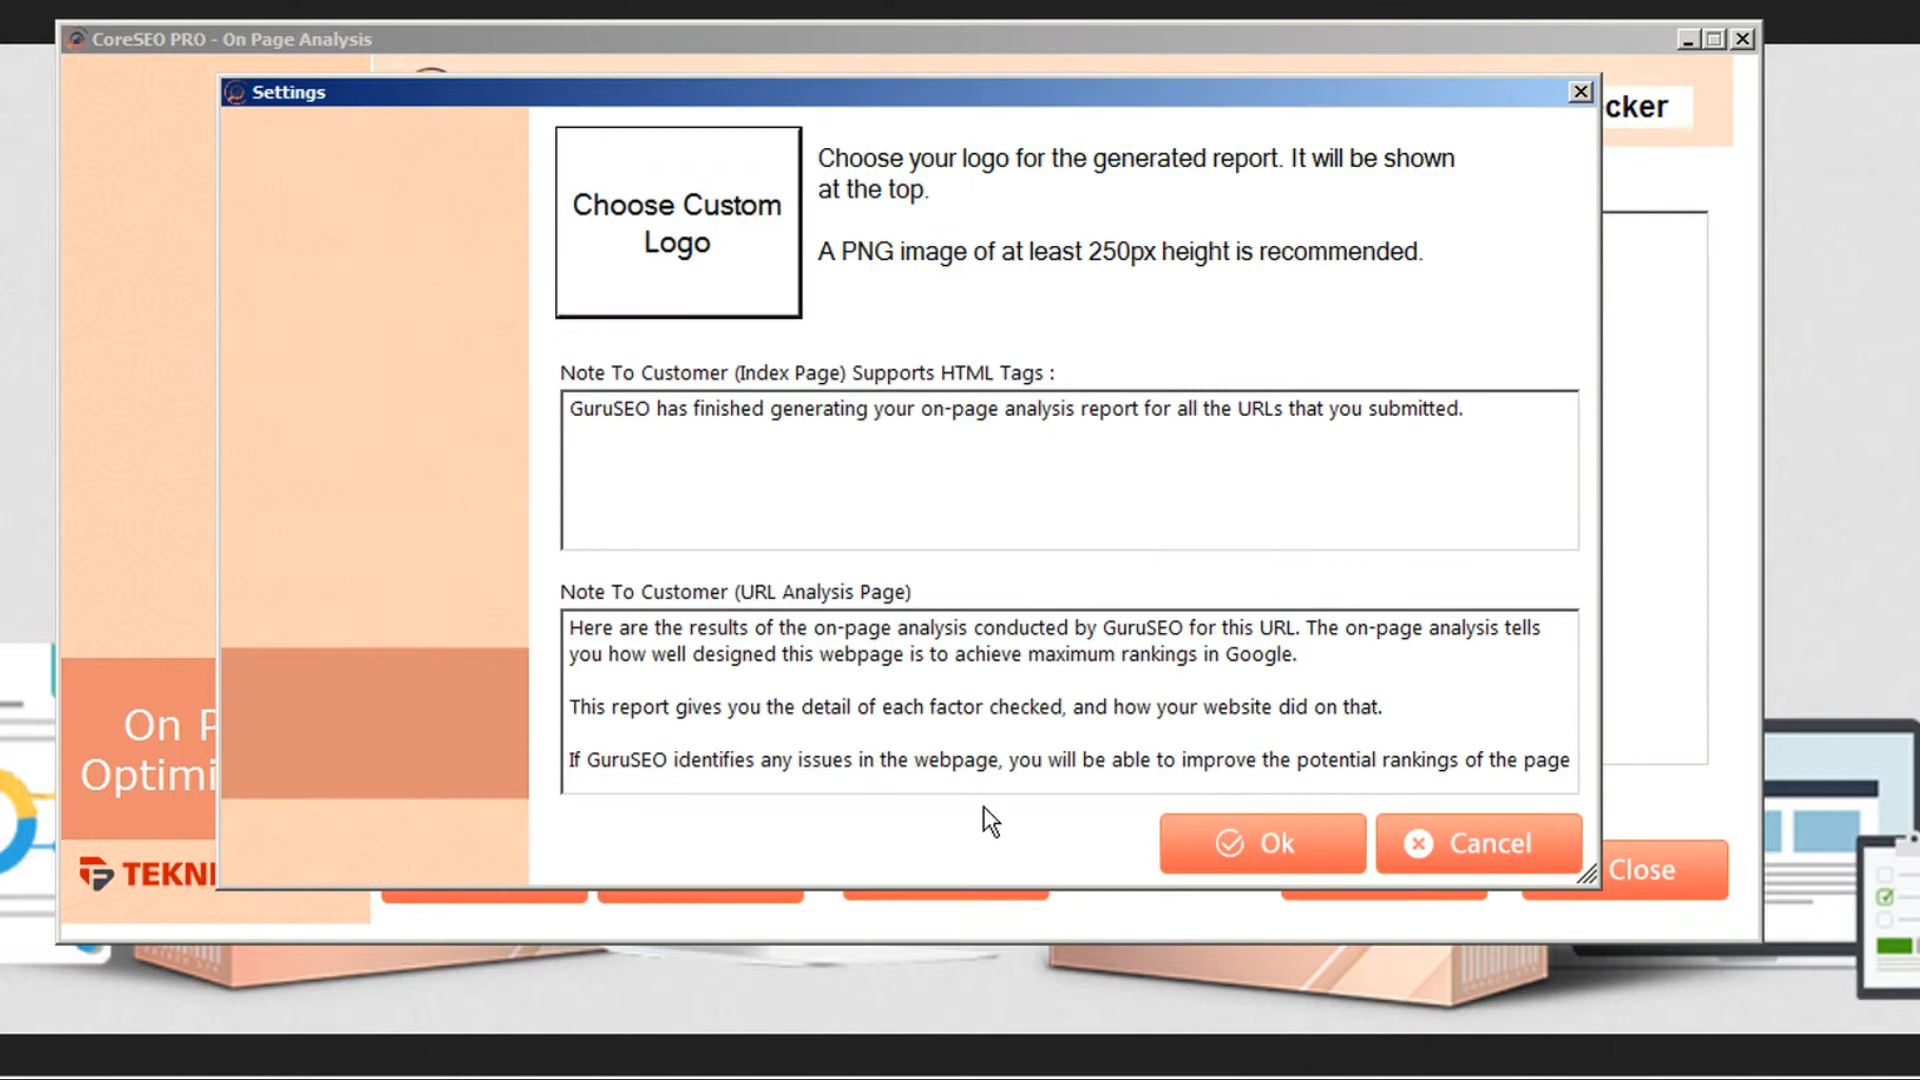 CoreSEO PRO - On Page Analysis
Settings
cker
Choose Custom
Logo
Choose your logo for the generated report. It will be shown
at the top.
A PNG image of at least 250px height is recommended.
Note To Customer (Index Page) Supports HTML Tags :
GuruSEO has finished generating your on-page analysis report for all the URLs that you submitted.
Note To Customer (URL Analysis Page)
Here are the results of the on-page analysis conducted by GuruSEO for this URL. The on-page analysis tells
you how well designed this webpage is to achieve maximum rankings in Google.
This report gives you the detail of each factor checked, and how your website did on that.
If GuruSEO identifies any issues in the webpage, you will be able to improve the potential rankings of the page
On P
Optimi
TEKNI
Ok
Cancel
Close